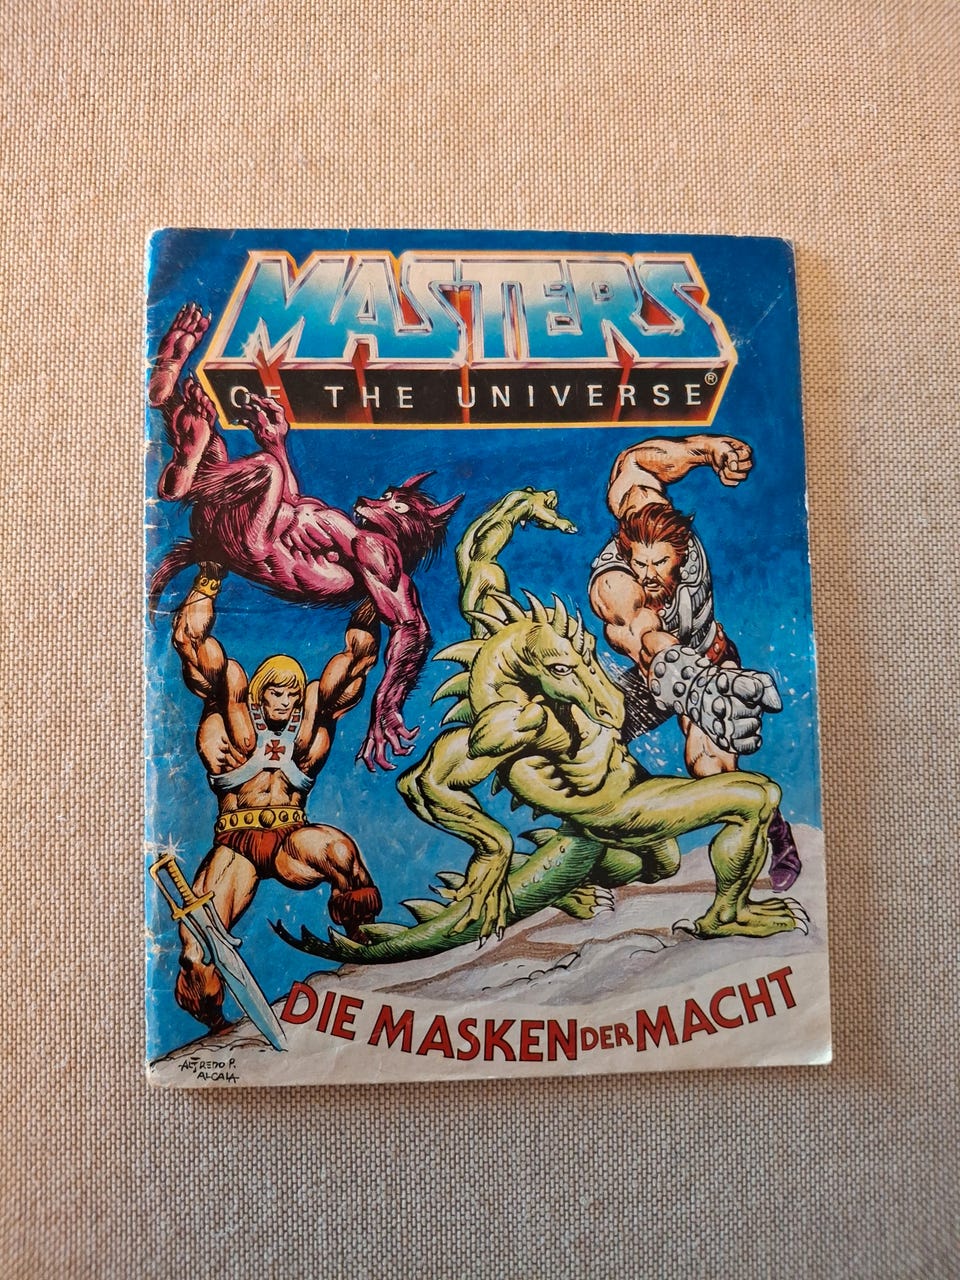 MASTERS
OF THE UNIVERSE®
DIE MASKEN DER MACHT
ALFREDO P.
ALCALA